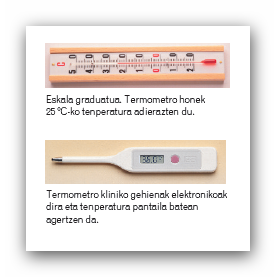 Eskala graduatua. Termometro honek
25 ºC-ko tenperatura adierazten du.
Termometro kliniko gehienak elektronikoak
dira eta tenperatura pantaila batean
agertzen da.